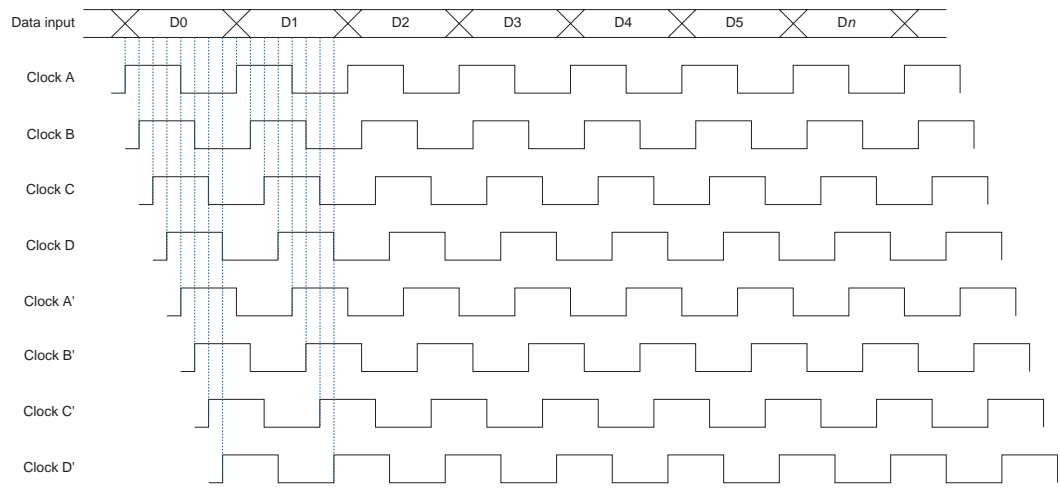 Data input D0 D1 D2 D3 D4 D5 Dn
Clock A
Clock B
Clock C
Clock D
Clock A'
Clock B'
Clock C'
Clock D'